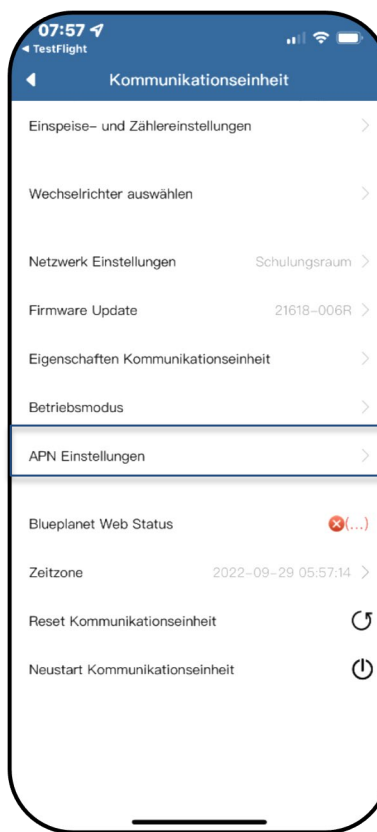 07:57
◀ TestFlight
Kommunikationseinheit
Einspeise- und Zählereinstellungen
Wechselrichter auswählen
Netzwerk Einstellungen Schulungsraum
Firmware Update 21618-006R
Eigenschaften Kommunikationseinheit
Betriebsmodus
APN Einstellungen
Blueplanet Web Status (...)
Zeitzone 2022-09-29 05:57:14
Reset Kommunikationseinheit
Neustart Kommunikationseinheit